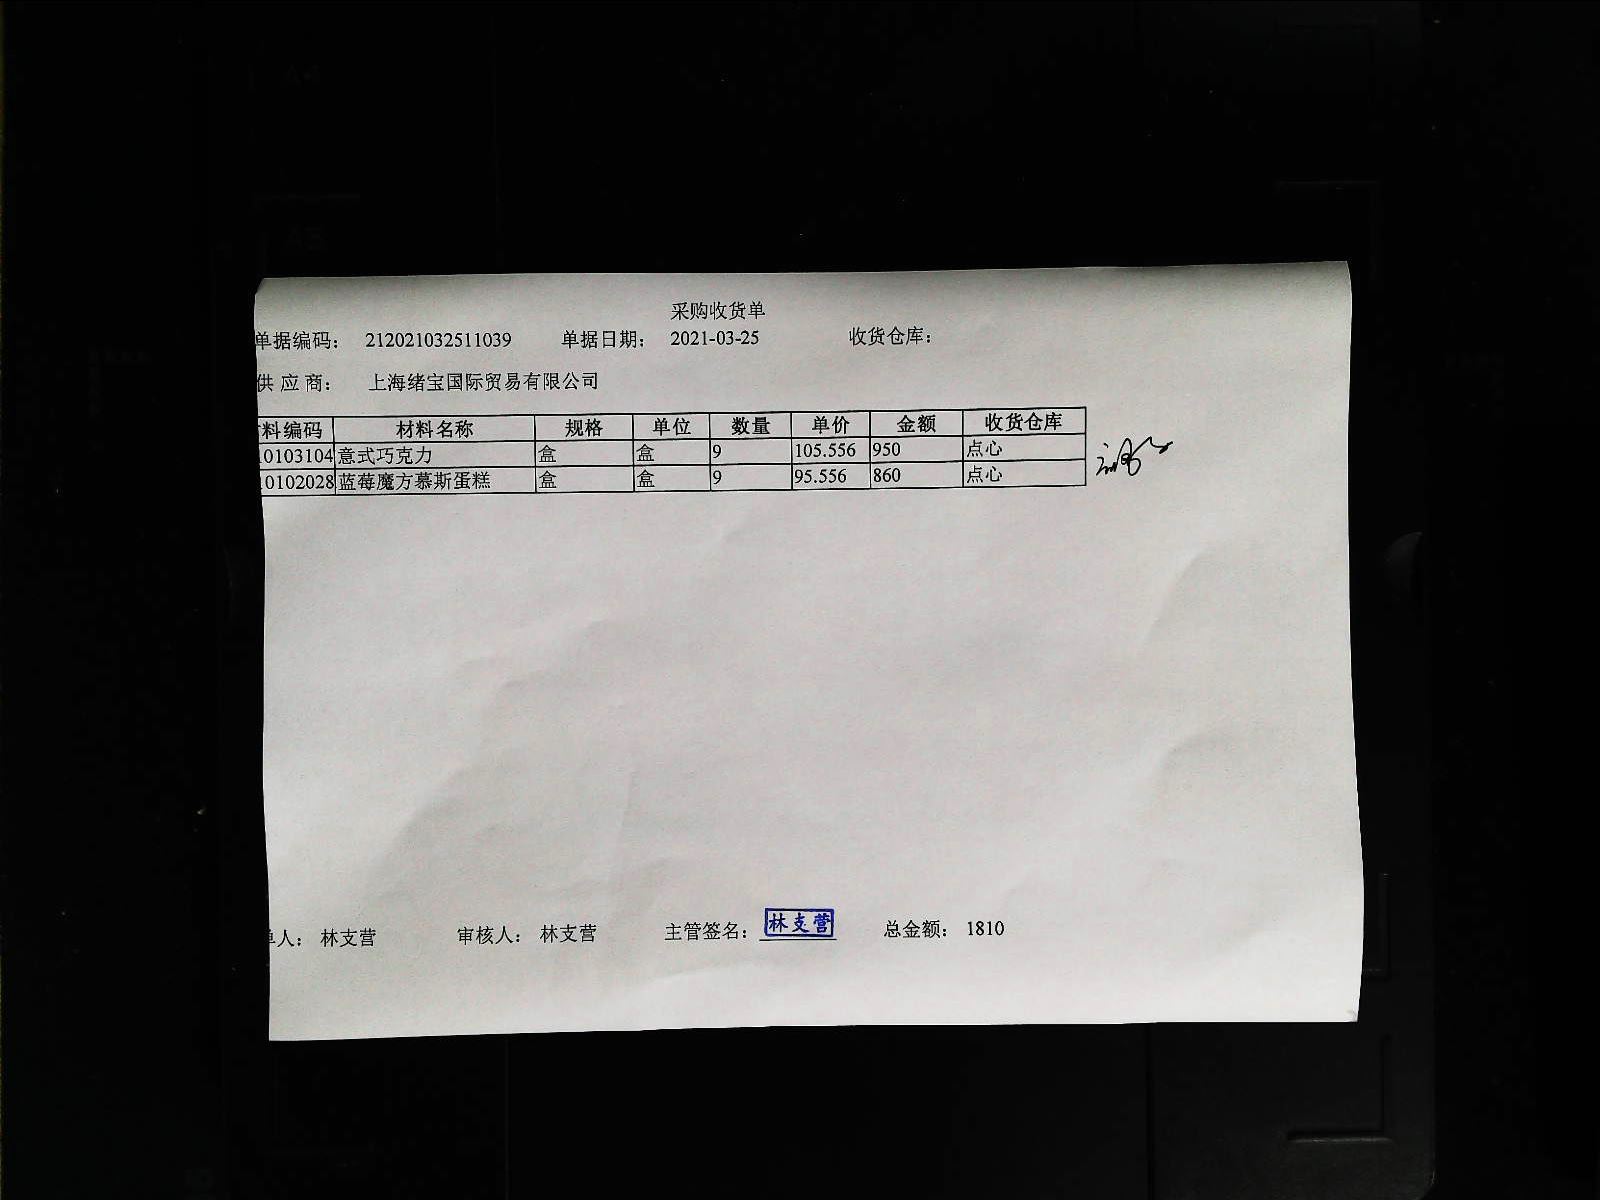 采购收货单
单据编码: 212021032511039 单据日期: 2021-03-25 收货仓库:
供 应 商: 上海绪宝国际贸易有限公司
料编码 材料名称 规格 单位 数量 单价 金额 收货仓库
10103104 意式巧克力 盒 盒 9 105.556 950 点心
10102028 蓝莓魔方慕斯蛋糕 盒 盒 9 95.556 860 点心
单人: 林支营 审核人: 林支营 主管签名: 林支营 总金额: 1810